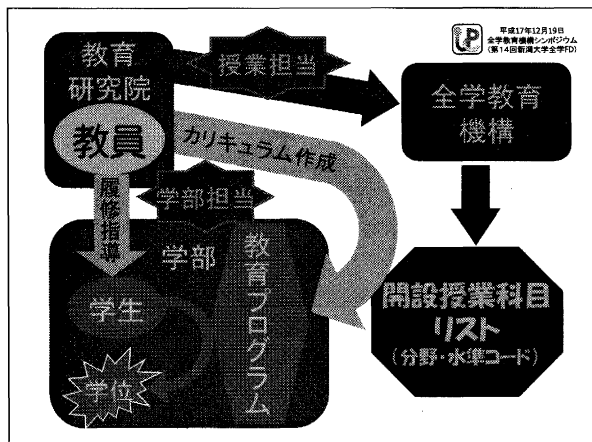 平成17年12月19日
全学教育機構シンポジウム
(第14回新潟大学全学FD)
教育
研究院
教員
授業担当
全学教育
機構
カリキュラム作成
履修指導
学部担当
学部
学生
学位
教育プログラム
開設授業科目
リスト
(分野・水準コード)